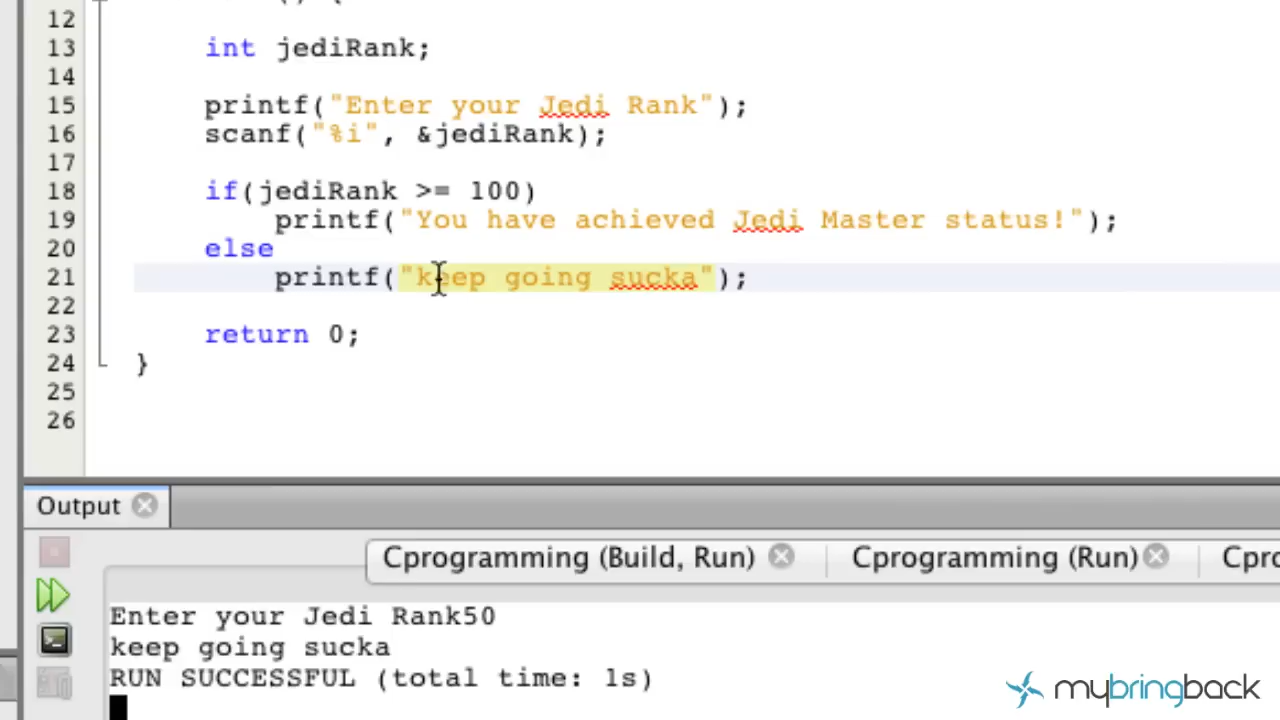 12
13 int jediRank;
14
15 printf("Enter your Jedi Rank");
16 scanf("%i", &jediRank);
17
18 if(jediRank >= 100)
19 printf("You have achieved Jedi Master status!");
20 else
21 printf("keep going sucka");
22
23 return 0;
24 }
25
26
Output
Cprogramming (Build, Run) Cprogramming (Run) Cpro
Enter your Jedi Rank50
keep going sucka
RUN SUCCESSFUL (total time: 1s)
mybringback